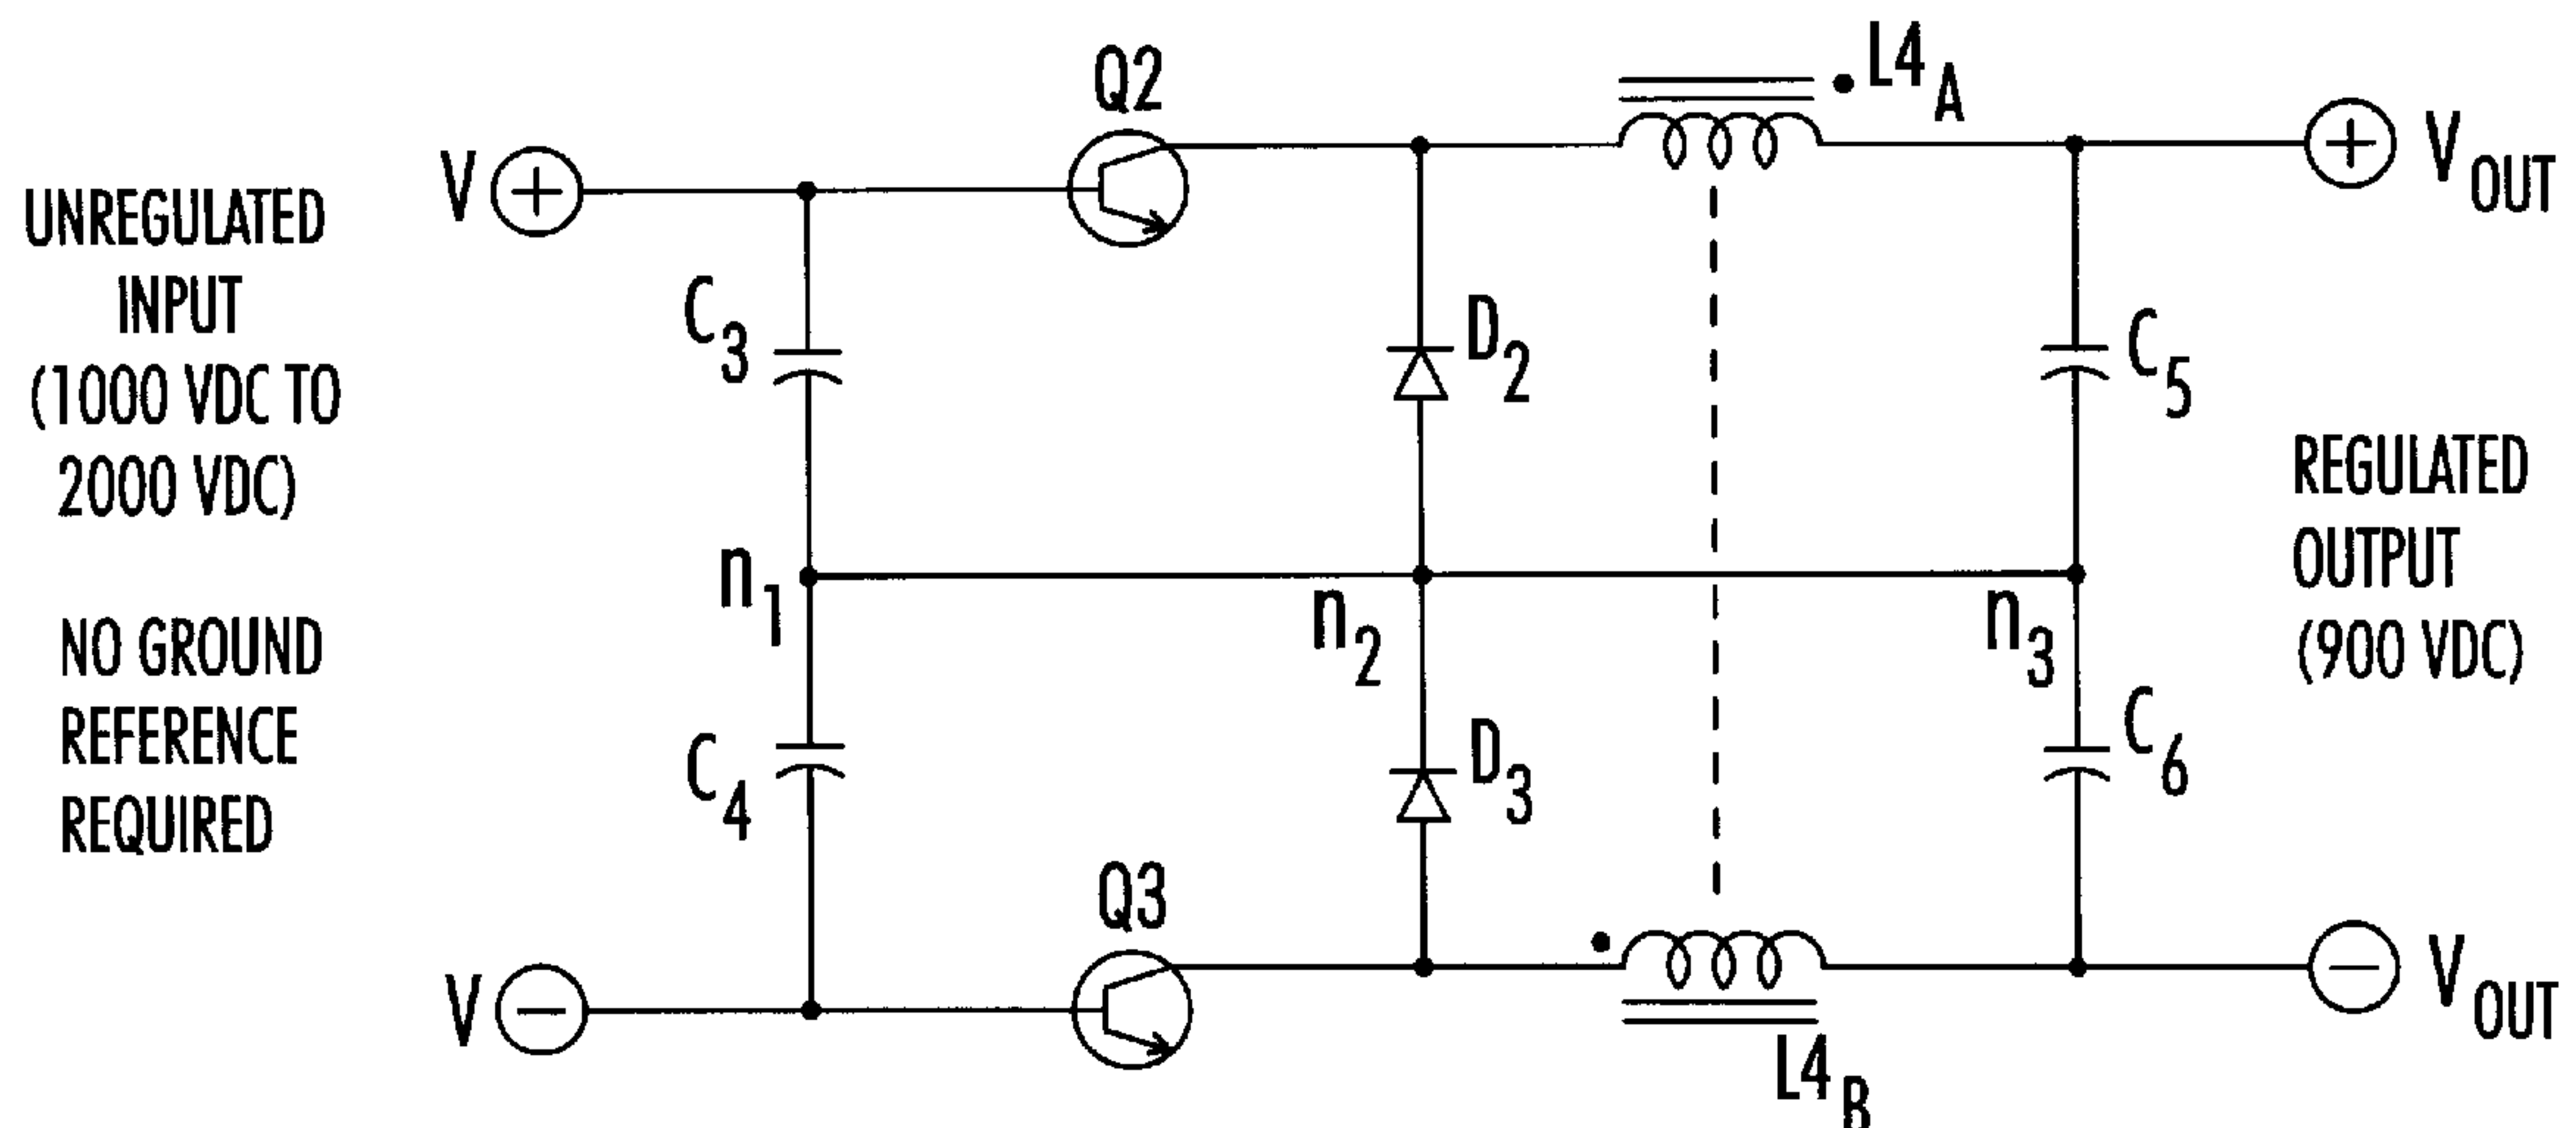 UNREGULATED
INPUT
(1000 VDC TO
2000 VDC)
NO GROUND
REFERENCE
REQUIRED
V +
V −
C3
C4
n1
Q2
Q3
D2
D3
n2
L4A
L4B
n3
C5
C6
+ VOUT
− VOUT
REGULATED
OUTPUT
(900 VDC)